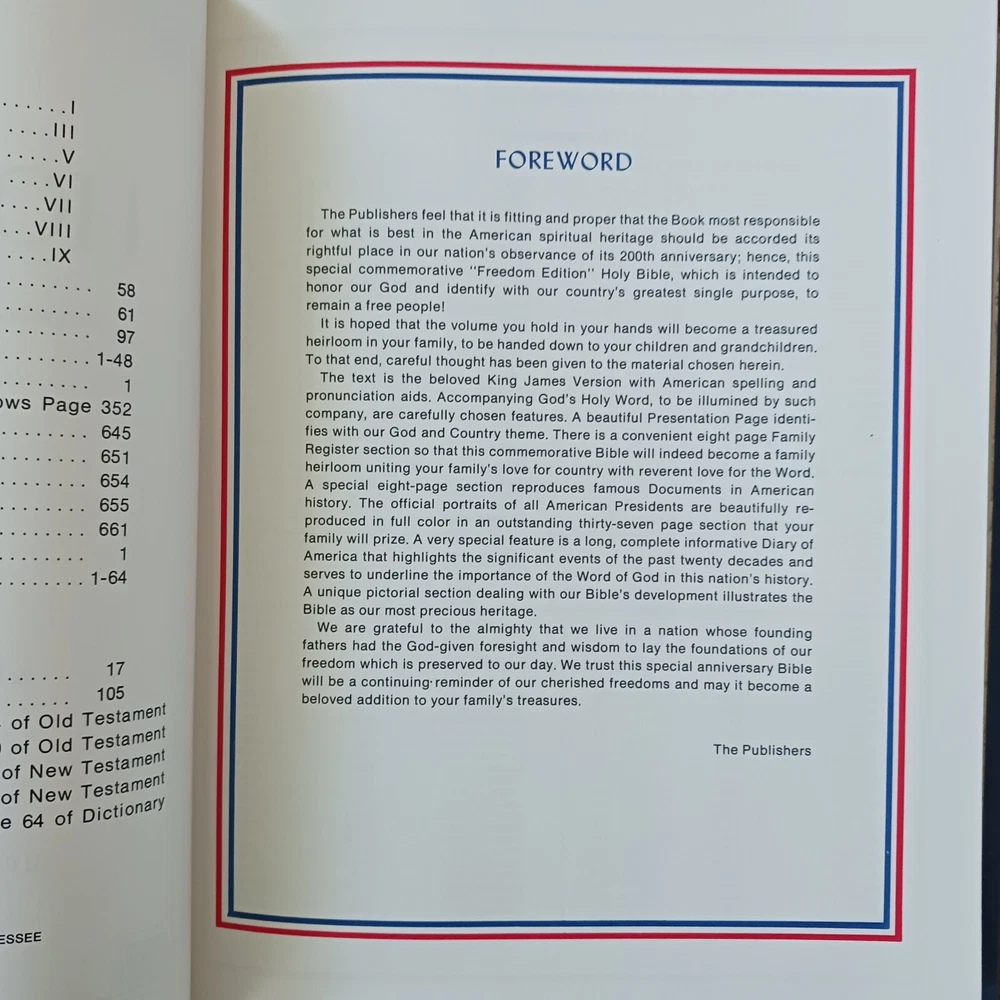 . . . . . . . I
. . . . III
. . . . . V
. . . . VI
. . . . VII
. . . VIII
. . . . IX
. . . . . . . . 58
. . . . . . . . 61
. . . . . . . . 97
. . . . . . . . . 1-48
. . . . . . . . 1
Page 352
. . . . . . . . 645
. . . . . . . . 651
. . . . . . . . 654
. . . . . . . . 655
. . . . . . . . 661
. . . . . . . . 1
. . . . . . . . 1-64
. . . . . . 17
. . . . . . 105
of Old Testament
of Old Testament
of New Testament
of New Testament
64 of Dictionary
ESSEE
FOREWORD
The Publishers feel that it is fitting and proper that the Book most responsible
for what is best in the American spiritual heritage should be accorded its
rightful place in our nation's observance of its 200th anniversary; hence, this
special commemorative "Freedom Edition" Holy Bible, which is intended to
honor our God and identify with our country's greatest single purpose, to
remain a free people!
It is hoped that the volume you hold in your hands will become a treasured
heirloom in your family, to be handed down to your children and grandchildren.
To that end, careful thought has been given to the material chosen herein.
The text is the beloved King James Version with American spelling and
pronunciation aids. Accompanying God's Holy Word, to be illumined by such
company, are carefully chosen features. A beautiful Presentation Page identi-
fies with our God and Country theme. There is a convenient eight page Family
Register section so that this commemorative Bible will indeed become a family
heirloom uniting your family's love for country with reverent love for the Word.
A special eight-page section reproduces famous Documents in American
history. The official portraits of all American Presidents are beautifully re-
produced in full color in an outstanding thirty-seven page section that your
family will prize. A very special feature is a long, complete informative Diary of
America that highlights the significant events of the past twenty decades and
serves to underline the importance of the Word of God in this nation's history.
A unique pictorial section dealing with our Bible's development illustrates the
Bible as our most precious heritage.
We are grateful to the almighty that we live in a nation whose founding
fathers had the God-given foresight and wisdom to lay the foundations of our
freedom which is preserved to our day. We trust this special anniversary Bible
will be a continuing reminder of our cherished freedoms and may it become a
beloved addition to your family's treasures.
The Publishers